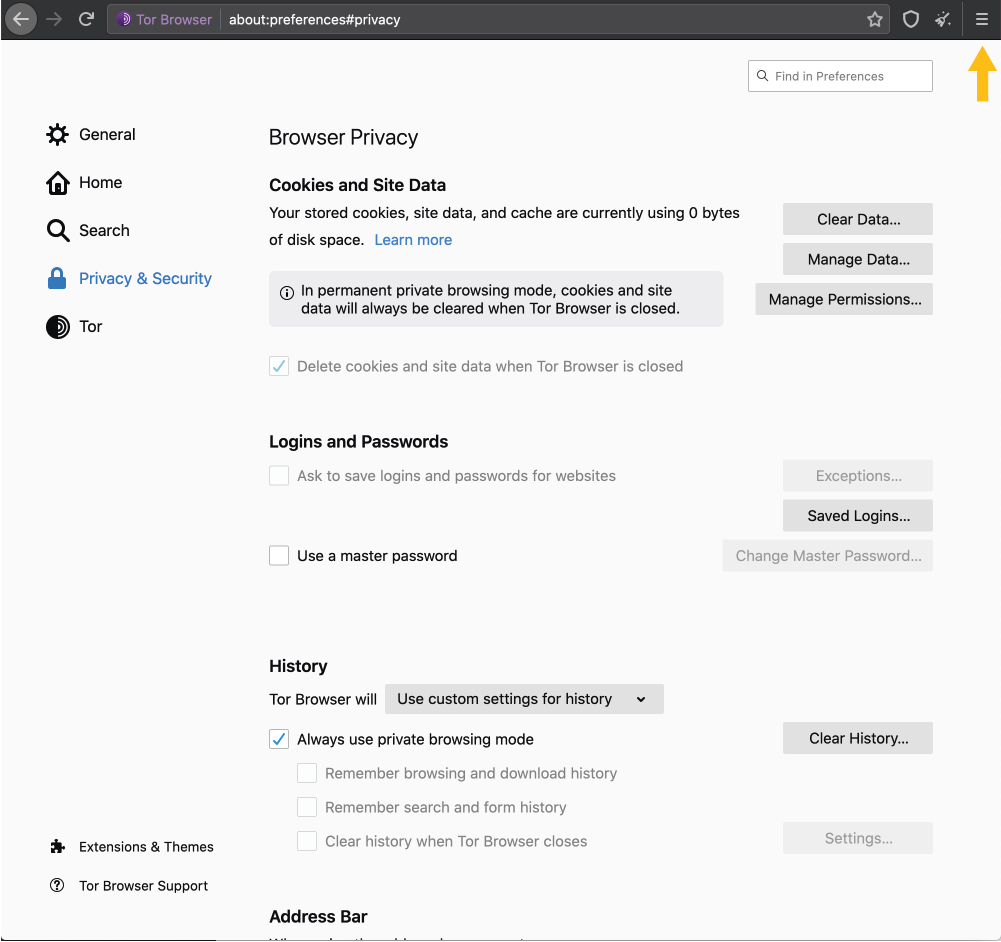 Tor Browser about:preferences#privacy
Find in Preferences
General
Home
Search
Privacy & Security
Tor
Extensions & Themes
Tor Browser Support
Browser Privacy
Cookies and Site Data
Your stored cookies, site data, and cache are currently using 0 bytes
of disk space. Learn more
Clear Data...
Manage Data...
Manage Permissions...
In permanent private browsing mode, cookies and site
data will always be cleared when Tor Browser is closed.
Delete cookies and site data when Tor Browser is closed
Logins and Passwords
Ask to save logins and passwords for websites
Exceptions...
Saved Logins...
Use a master password
Change Master Password...
History
Tor Browser will Use custom settings for history
Always use private browsing mode
Clear History...
Remember browsing and download history
Remember search and form history
Clear history when Tor Browser closes
Settings...
Address Bar